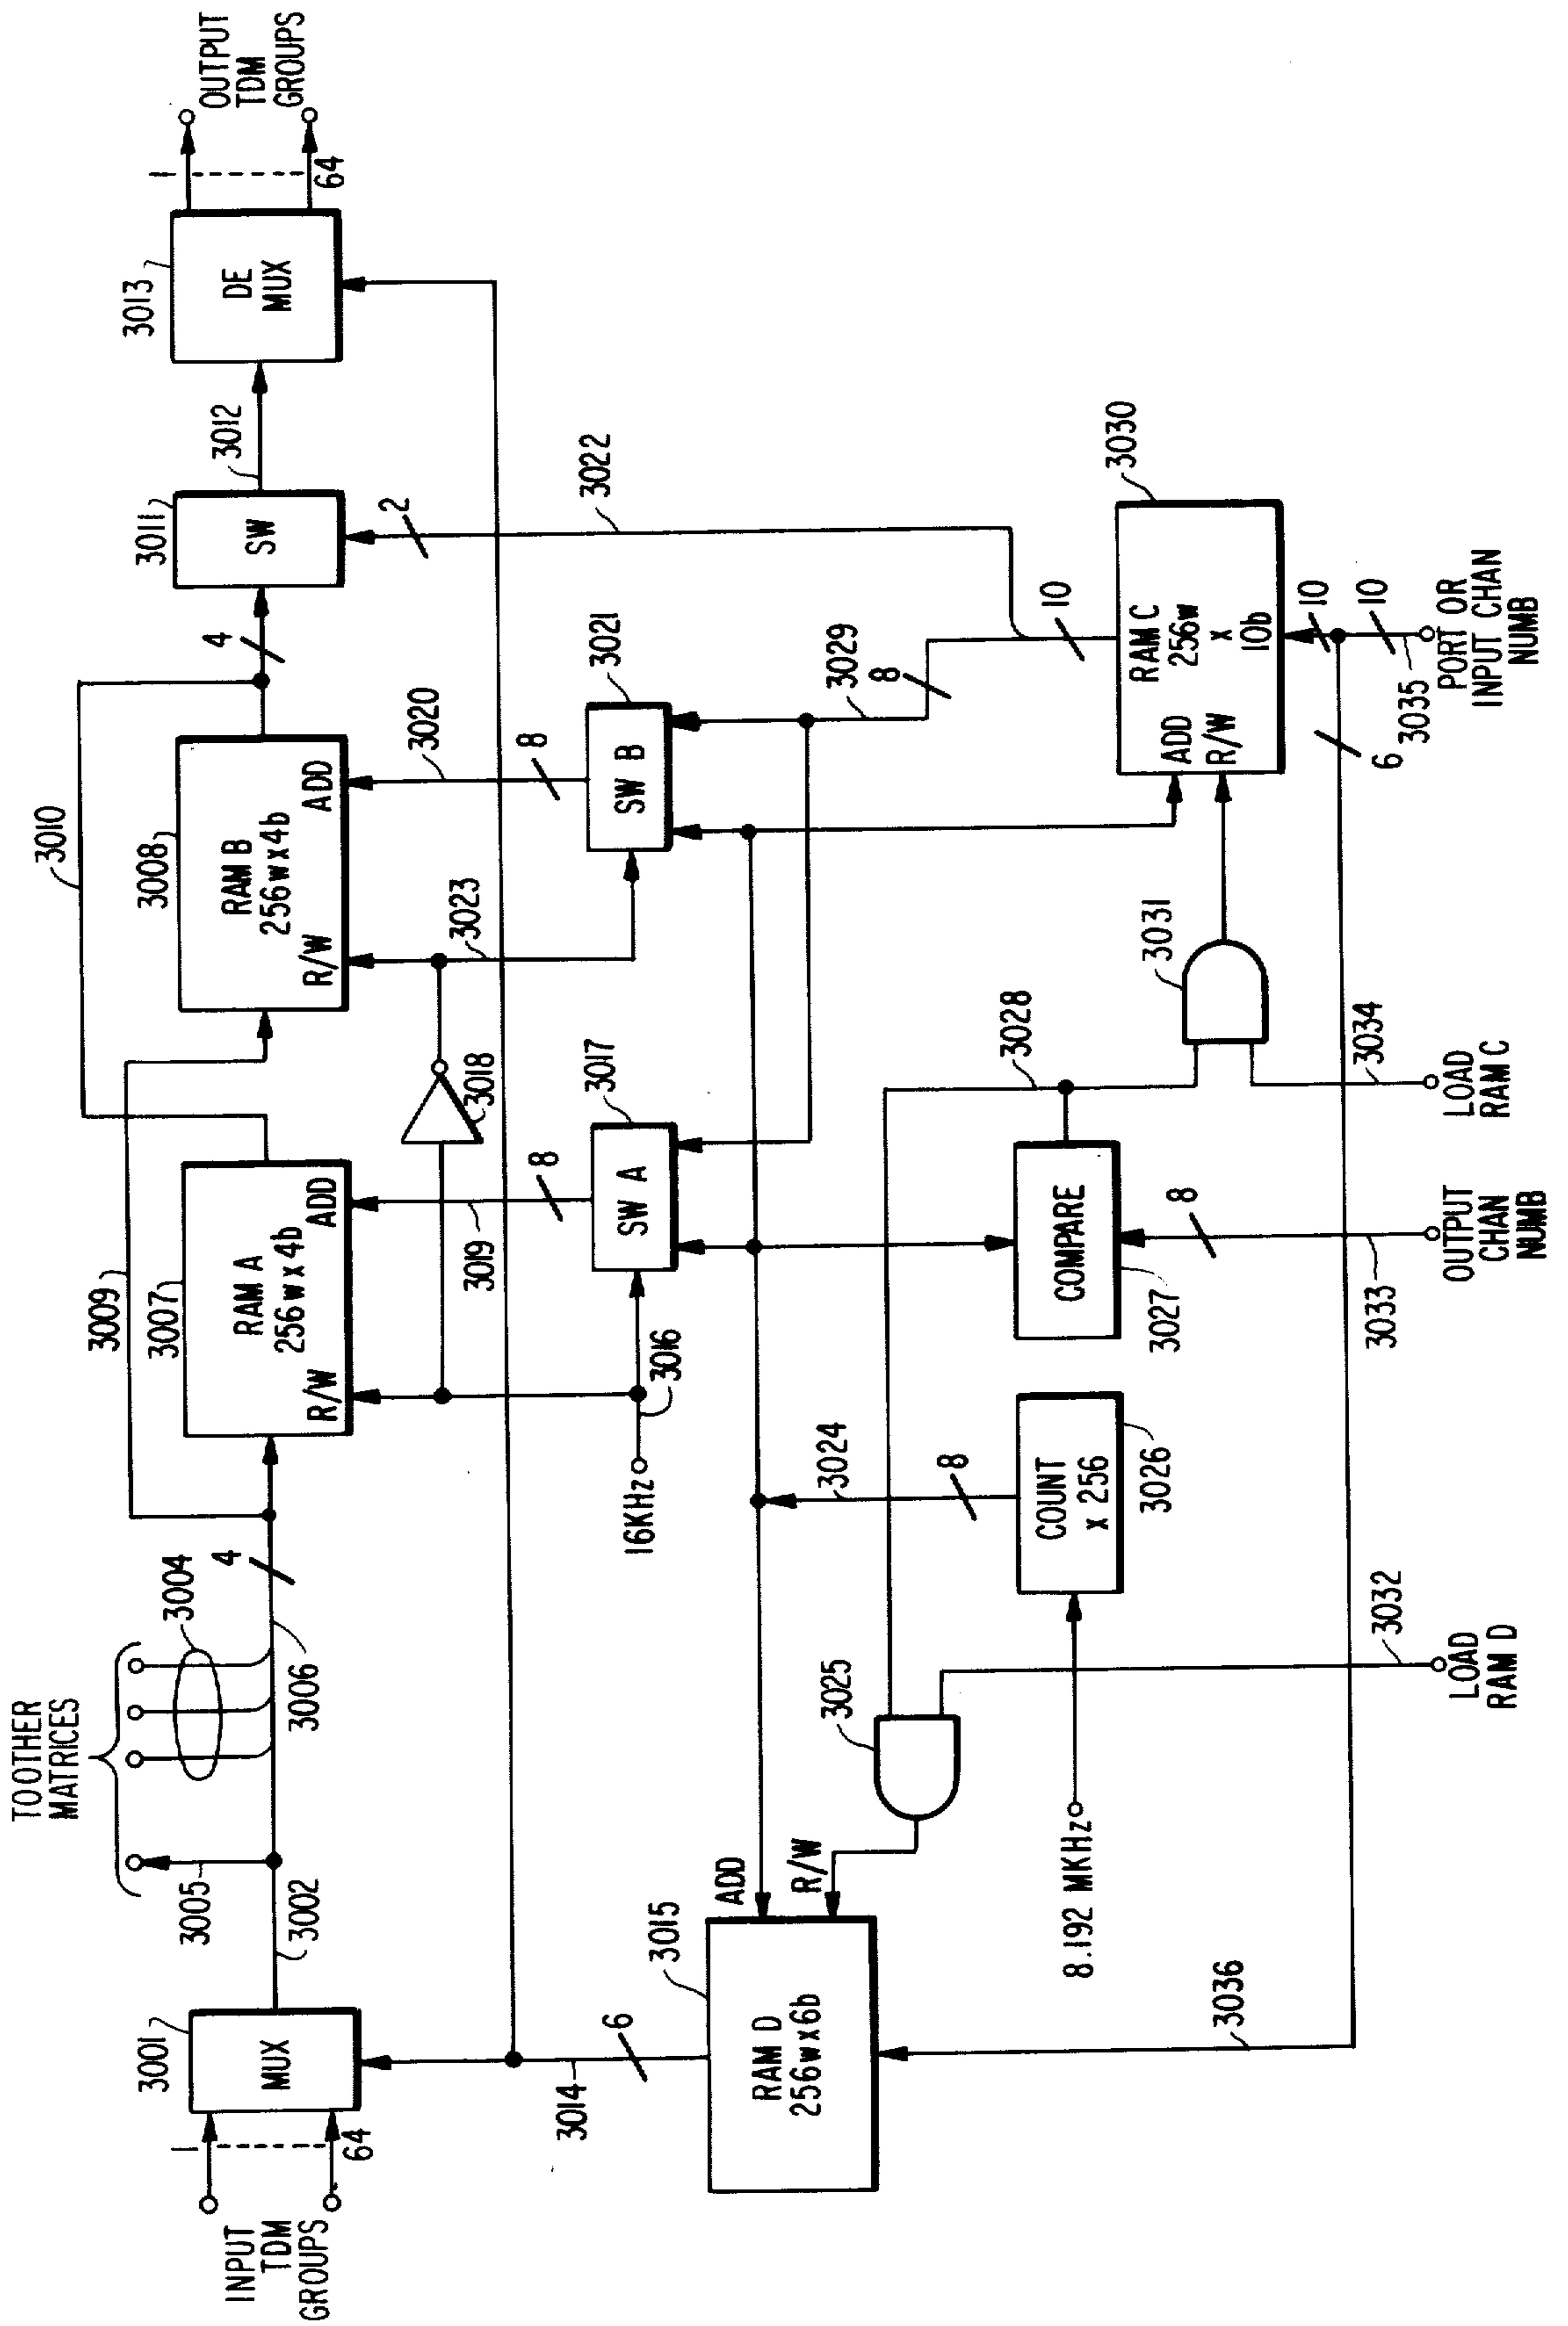 INPUT
TDM
GROUPS
1
64
3001
MUX
3002
3005
TO OTHER
MATRICES
3004
3006
4
3009
3007
RAM A
256w x 4b
R/W
ADD
3010
3008
RAM B
256w x 4b
R/W
ADD
4
3011
SW
3012
3013
DE
MUX
1
64
OUTPUT
TDM
GROUPS
3014
6
16KHz
3016
3018
3019
8
3017
SW A
3023
3020
8
3021
SW B
2
3022
3015
RAM D
256w x 6b
ADD
R/W
3025
3024
8
COUNT
x 256
3026
8.192 MKHz
COMPARE
3027
3028
3031
3029
8
10
3030
RAM C
256w
x
10b
ADD
R/W
3036
3032
LOAD
RAM D
8
3033
OUTPUT
CHAN
NUMB
3034
LOAD
RAM C
6
10
10
3035
PORT OR
INPUT CHAN
NUMB